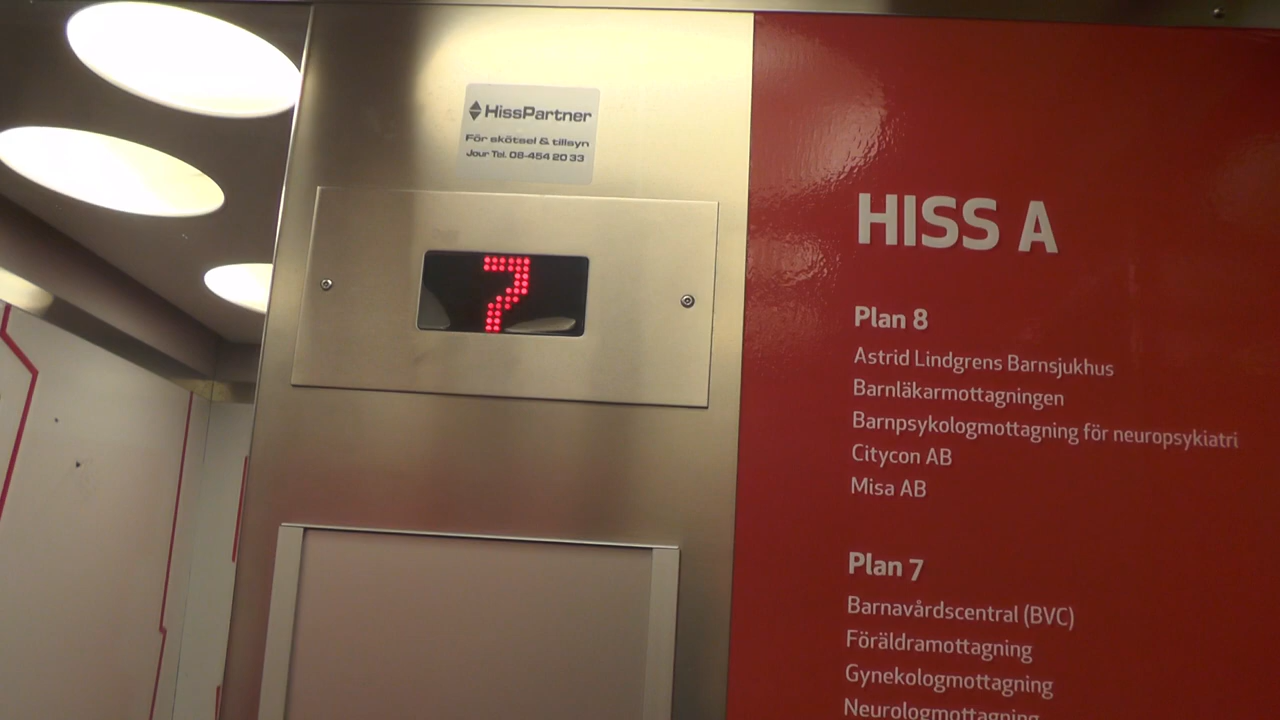 HissPartner
För skötsel & tillsyn
Jour Tel. 08-454 20 33
7
HISS A
Plan 8
Astrid Lindgrens Barnsjukhus
Barnläkarmottagningen
Barnpsykologmottagning för neuropsykiatri
Citycon AB
Misa AB
Plan 7
Barnavårdscentral (BVC)
Föräldramottagning
Gynekologmottagning
Neurologmottagning